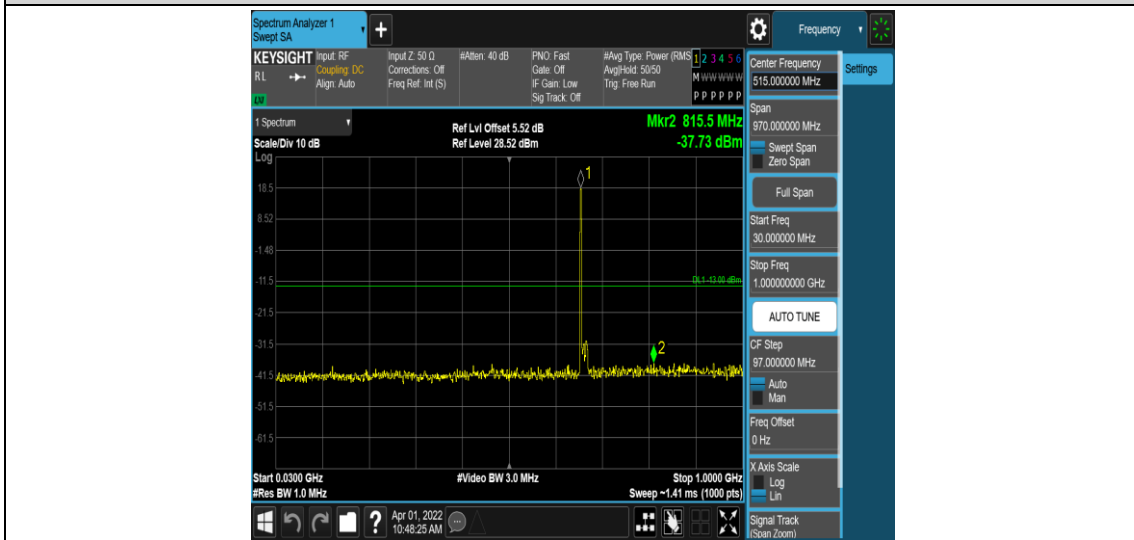 Spectrum Analyzer 1
Swept SA
+
Frequency
KEYSIGHT
RL
LXI
Input: RF
Coupling: DC
Align: Auto
Input Z: 50 Ω
Corrections: Off
Freq Ref: Int (S)
#Atten: 40 dB
PNO: Fast
Gate: Off
IF Gain: Low
Sig Track: Off
#Avg Type: Power (RMS
Avg|Hold: 50/50
Trig: Free Run
1 2 3 4 5 6
M W W W W W
P P P P P P
1 Spectrum
Scale/Div 10 dB
Log
Ref Lvl Offset 5.52 dB
Ref Level 28.52 dBm
Mkr2 815.5 MHz
-37.73 dBm
1
18.5
8.52
-1.48
-11.5
DL1 -13.00 dBm
-21.5
-31.5
2
-41.5
-51.5
-61.5
Start 0.0300 GHz
#Res BW 1.0 MHz
#Video BW 3.0 MHz
Stop 1.0000 GHz
Sweep ~1.41 ms (1000 pts)
Center Frequency
515.000000 MHz
Settings
Span
970.000000 MHz
Swept Span
Zero Span
Full Span
Start Freq
30.000000 MHz
Stop Freq
1.000000000 GHz
AUTO TUNE
CF Step
97.000000 MHz
Auto
Man
Freq Offset
0 Hz
X Axis Scale
Log
Lin
Signal Track
(Span Zoom)
?
Apr 01, 2022
10:48:25 AM